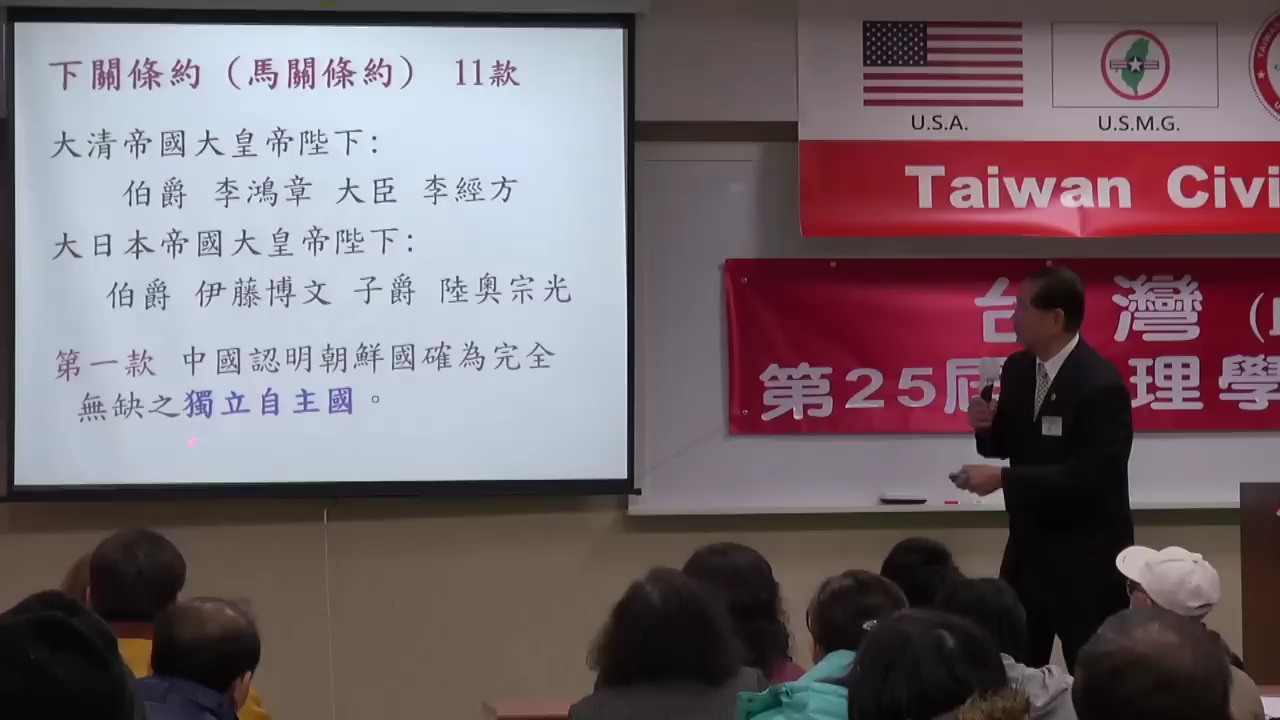 下關條約（馬關條約） 11款
大清帝國大皇帝陛下:
伯爵 李鴻章 大臣 李經方
大日本帝國大皇帝陛下:
伯爵 伊藤博文 子爵 陸奧宗光
第一款 中國認明朝鮮國確為完全
無缺之獨立自主國。
U.S.A.
U.S.M.G.
Taiwan Civi
台灣（
第25屆 理學